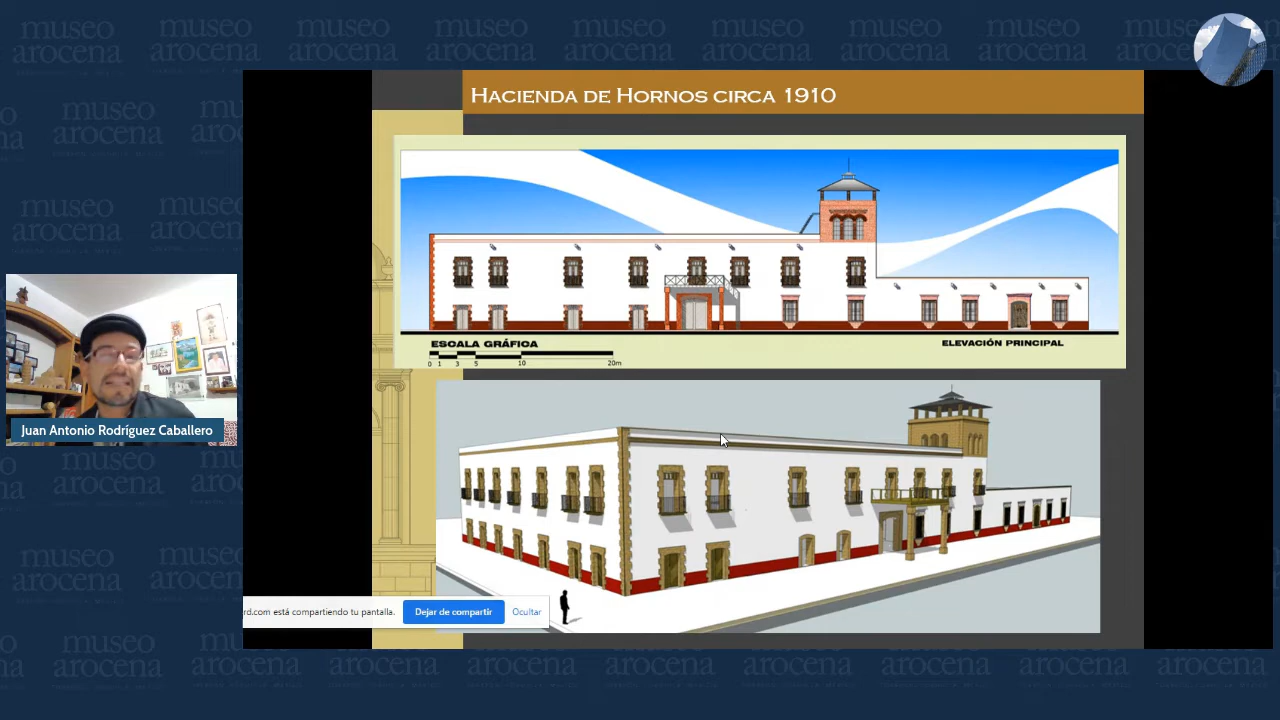 museo
arocena
HACIENDA DE HORNOS CIRCA 1910
ESCALA GRÁFICA
0 1 3 5 10 20m
ELEVACIÓN PRINCIPAL
Juan Antonio Rodríguez Caballero
rd.com está compartiendo tu pantalla. Dejar de compartir Ocultar